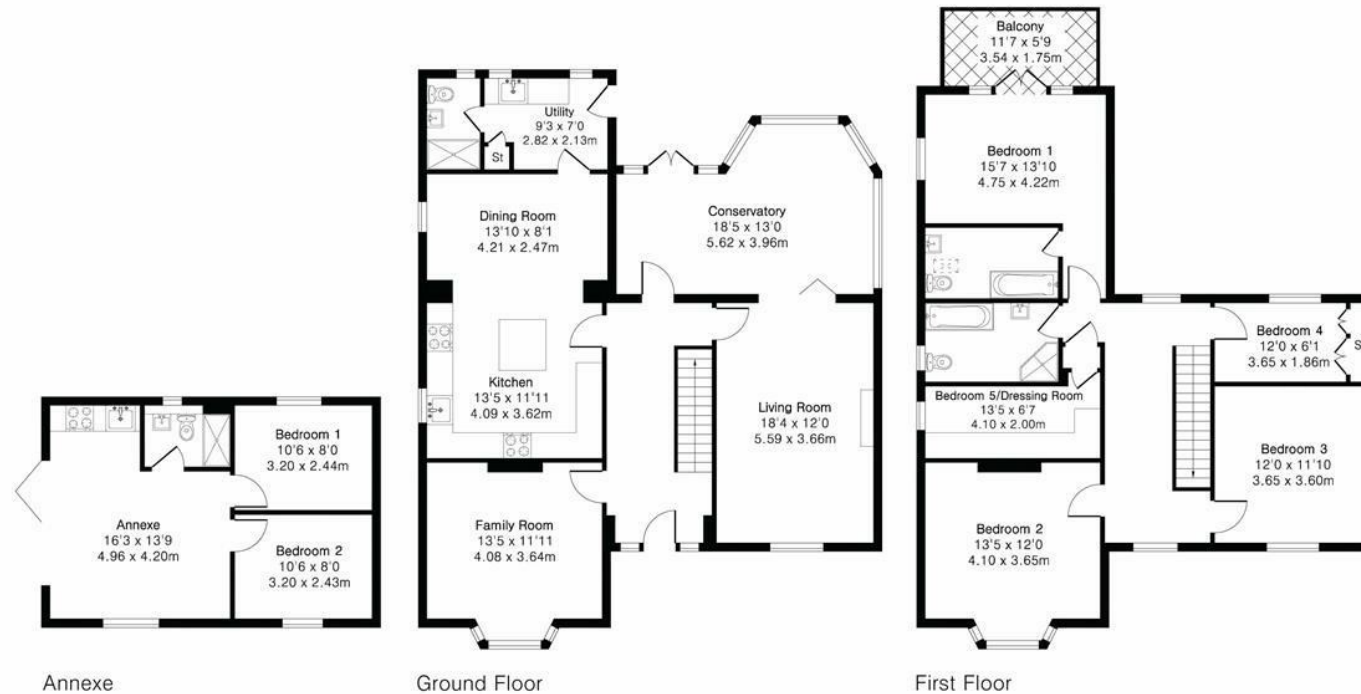 Annexe
16'3 x 13'9
4.96 x 4.20m
Bedroom 1
10'6 x 8'0
3.20 x 2.44m
Bedroom 2
10'6 x 8'0
3.20 x 2.43m
Annexe
Utility
9'3 x 7'0
2.82 x 2.13m
St
Dining Room
13'10 x 8'1
4.21 x 2.47m
Conservatory
18'5 x 13'0
5.62 x 3.96m
Kitchen
13'5 x 11'11
4.09 x 3.62m
Living Room
18'4 x 12'0
5.59 x 3.66m
Family Room
13'5 x 11'11
4.08 x 3.64m
Ground Floor
Balcony
11'7 x 5'9
3.54 x 1.75m
Bedroom 1
15'7 x 13'10
4.75 x 4.22m
Bedroom 4
12'0 x 6'1
3.65 x 1.86m
S
Bedroom 5/Dressing Room
13'5 x 6'7
4.10 x 2.00m
Bedroom 3
12'0 x 11'10
3.65 x 3.60m
Bedroom 2
13'5 x 12'0
4.10 x 3.65m
First Floor